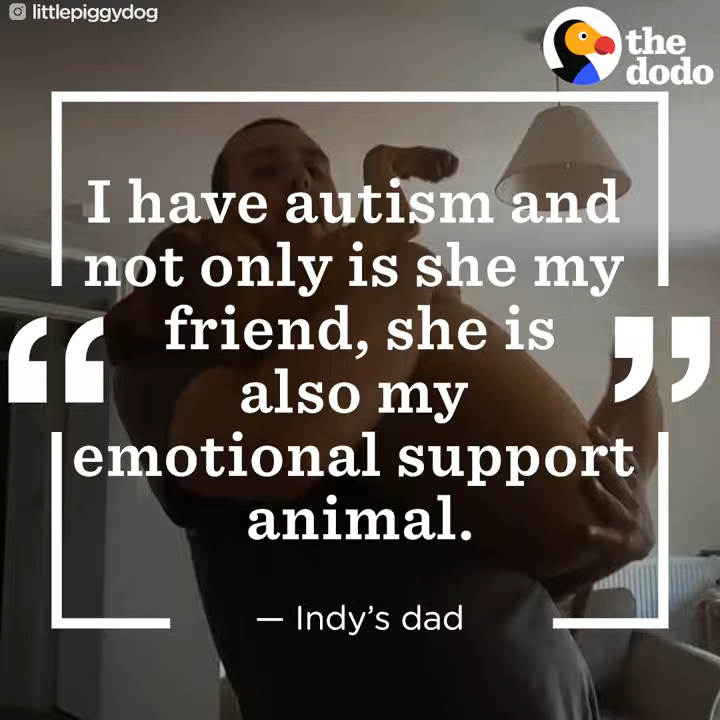 littlepiggydog
the
dodo
I have autism and
not only is she my
friend, she is
also my
emotional support
animal.
“ ”
— Indy’s dad